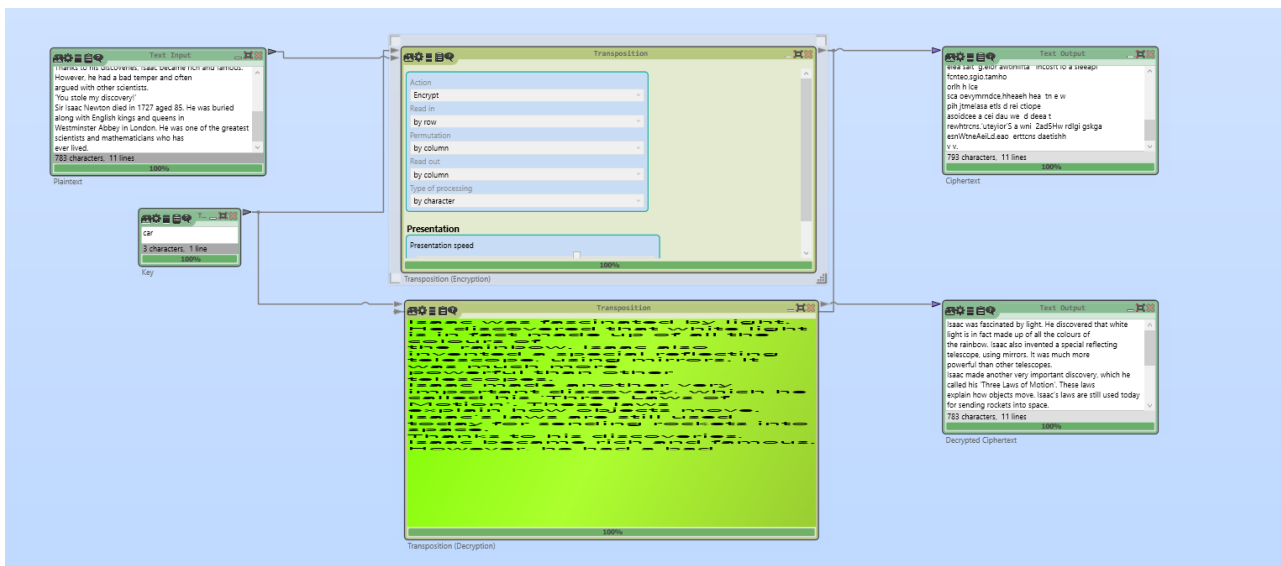 Text Input
Thanks to his discoveries, Isaac became rich and famous.
However, he had a bad temper and often
argued with other scientists.
'You stole my discovery!'
Sir Isaac Newton died in 1727 aged 85. He was buried
along with English kings and queens in
Westminster Abbey in London. He was one of the greatest
scientists and mathematicians who has
ever lived.
783 characters, 11 lines
100%
Plaintext
T...
car
3 characters, 1 line
100%
Key
Transposition
Action
Encrypt
Read in
by row
Permutation
by column
Read out
by column
Type of processing
by character
Presentation
Presentation speed
100%
Transposition (Encryption)
Transposition
Isaac was fascinated by light.
He discovered that white light
is in fact made up of all the
colours of
the rainbow. Isaac also
invented a special reflecting
telescope, using mirrors. It
was much more
powerful than other
telescopes.
Isaac made another very
important discovery, which he
called his 'Three Laws of
Motion'. These laws
explain how objects move.
Isaac's laws are still used
today for sending rockets into
space.
Thanks to his discoveries,
Isaac became rich and famous.
However, he had a bad
100%
Transposition (Decryption)
Text Output
fcnteo,sgio.tamho
orlh h lce
sca oevymrndce,hheaeh hea tn e w
plh jtmelasa etls d rei ctiope
asoidcee a cei dau we d deea t
rewhtrcns.'uteyior'S a wni 2ad5Hw rdlgi gskga
esnWtneAeiLd.eao erttcns daetishh
v v.
793 characters, 11 lines
100%
Ciphertext
Text Output
Isaac was fascinated by light. He discovered that white
light is in fact made up of all the colours of
the rainbow. Isaac also invented a special reflecting
telescope, using mirrors. It was much more
powerful than other telescopes.
Isaac made another very important discovery, which he
called his 'Three Laws of Motion'. These laws
explain how objects move. Isaac's laws are still used today
for sending rockets into space.
783 characters, 11 lines
100%
Decrypted Ciphertext